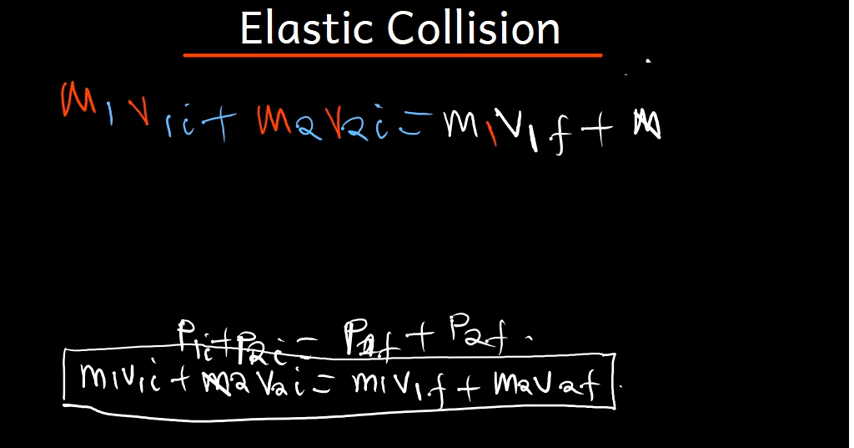 Elastic Collision
m₁v₁ᵢ + m₂v₂ᵢ = m₁v₁f + m
P₁ᵢ + P₂ᵢ = P₁f + P₂f.
m₁v₁ᵢ + m₂v₂ᵢ = m₁v₁f + m₂v₂f.